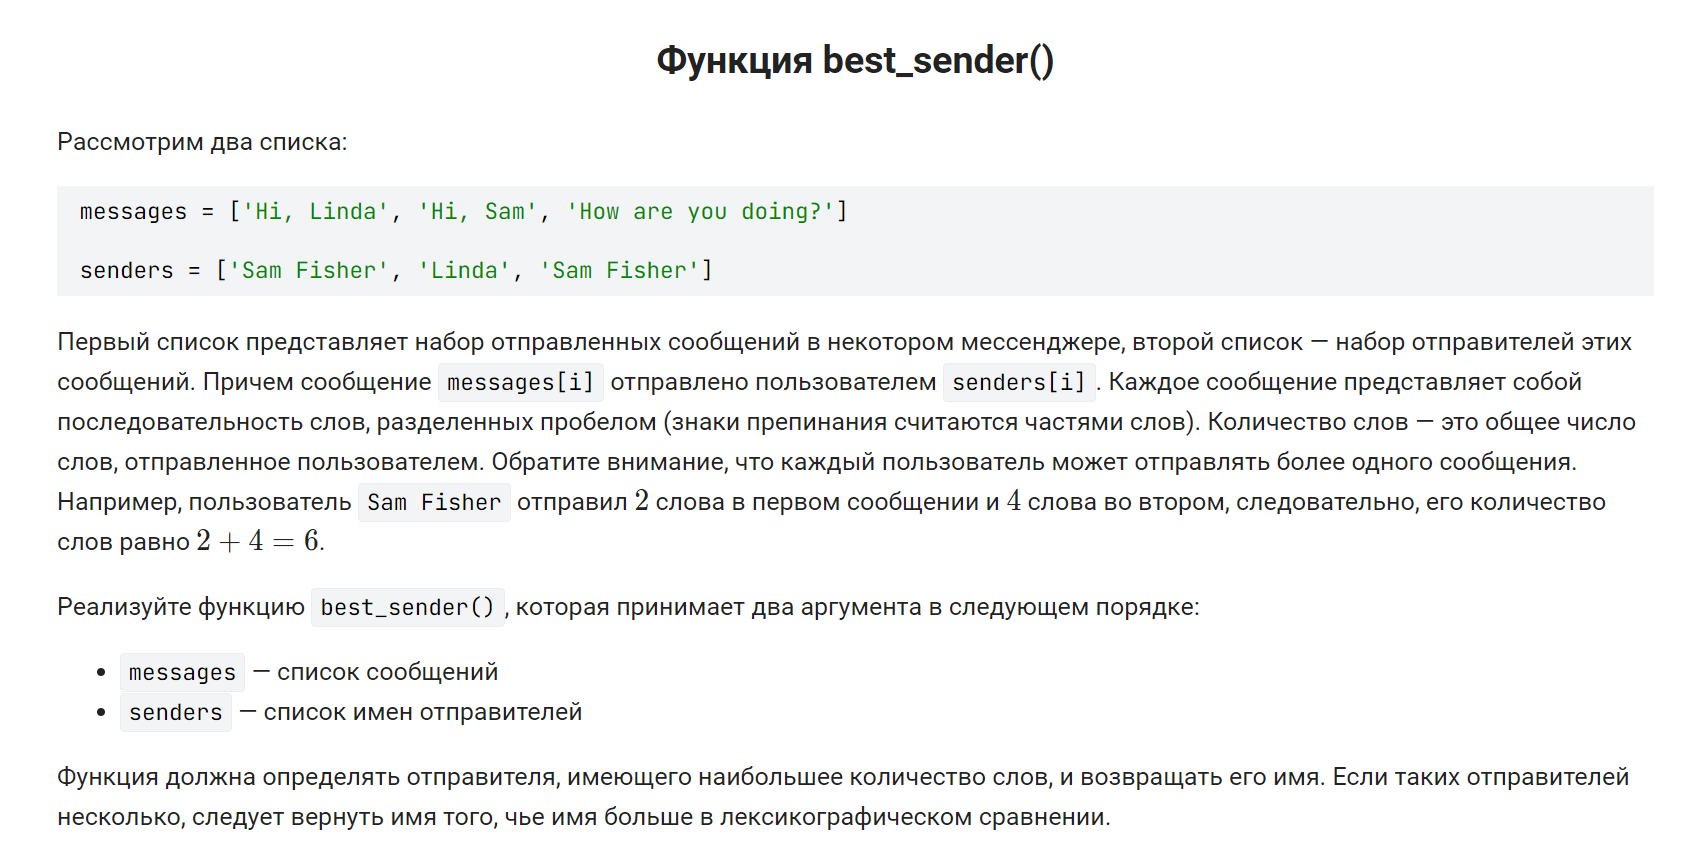 Функция best_sender()
Рассмотрим два списка:
messages = ['Hi, Linda', 'Hi, Sam', 'How are you doing?']
senders = ['Sam Fisher', 'Linda', 'Sam Fisher']
Первый список представляет набор отправленных сообщений в некотором мессенджере, второй список — набор отправителей этих
сообщений. Причем сообщение messages[i] отправлено пользователем senders[i]. Каждое сообщение представляет собой
последовательность слов, разделенных пробелом (знаки препинания считаются частями слов). Количество слов — это общее число
слов, отправленное пользователем. Обратите внимание, что каждый пользователь может отправлять более одного сообщения.
Например, пользователь Sam Fisher отправил 2 слова в первом сообщении и 4 слова во втором, следовательно, его количество
слов равно 2 + 4 = 6.
Реализуйте функцию best_sender(), которая принимает два аргумента в следующем порядке:
• messages — список сообщений
• senders — список имен отправителей
Функция должна определять отправителя, имеющего наибольшее количество слов, и возвращать его имя. Если таких отправителей
несколько, следует вернуть имя того, чье имя больше в лексикографическом сравнении.